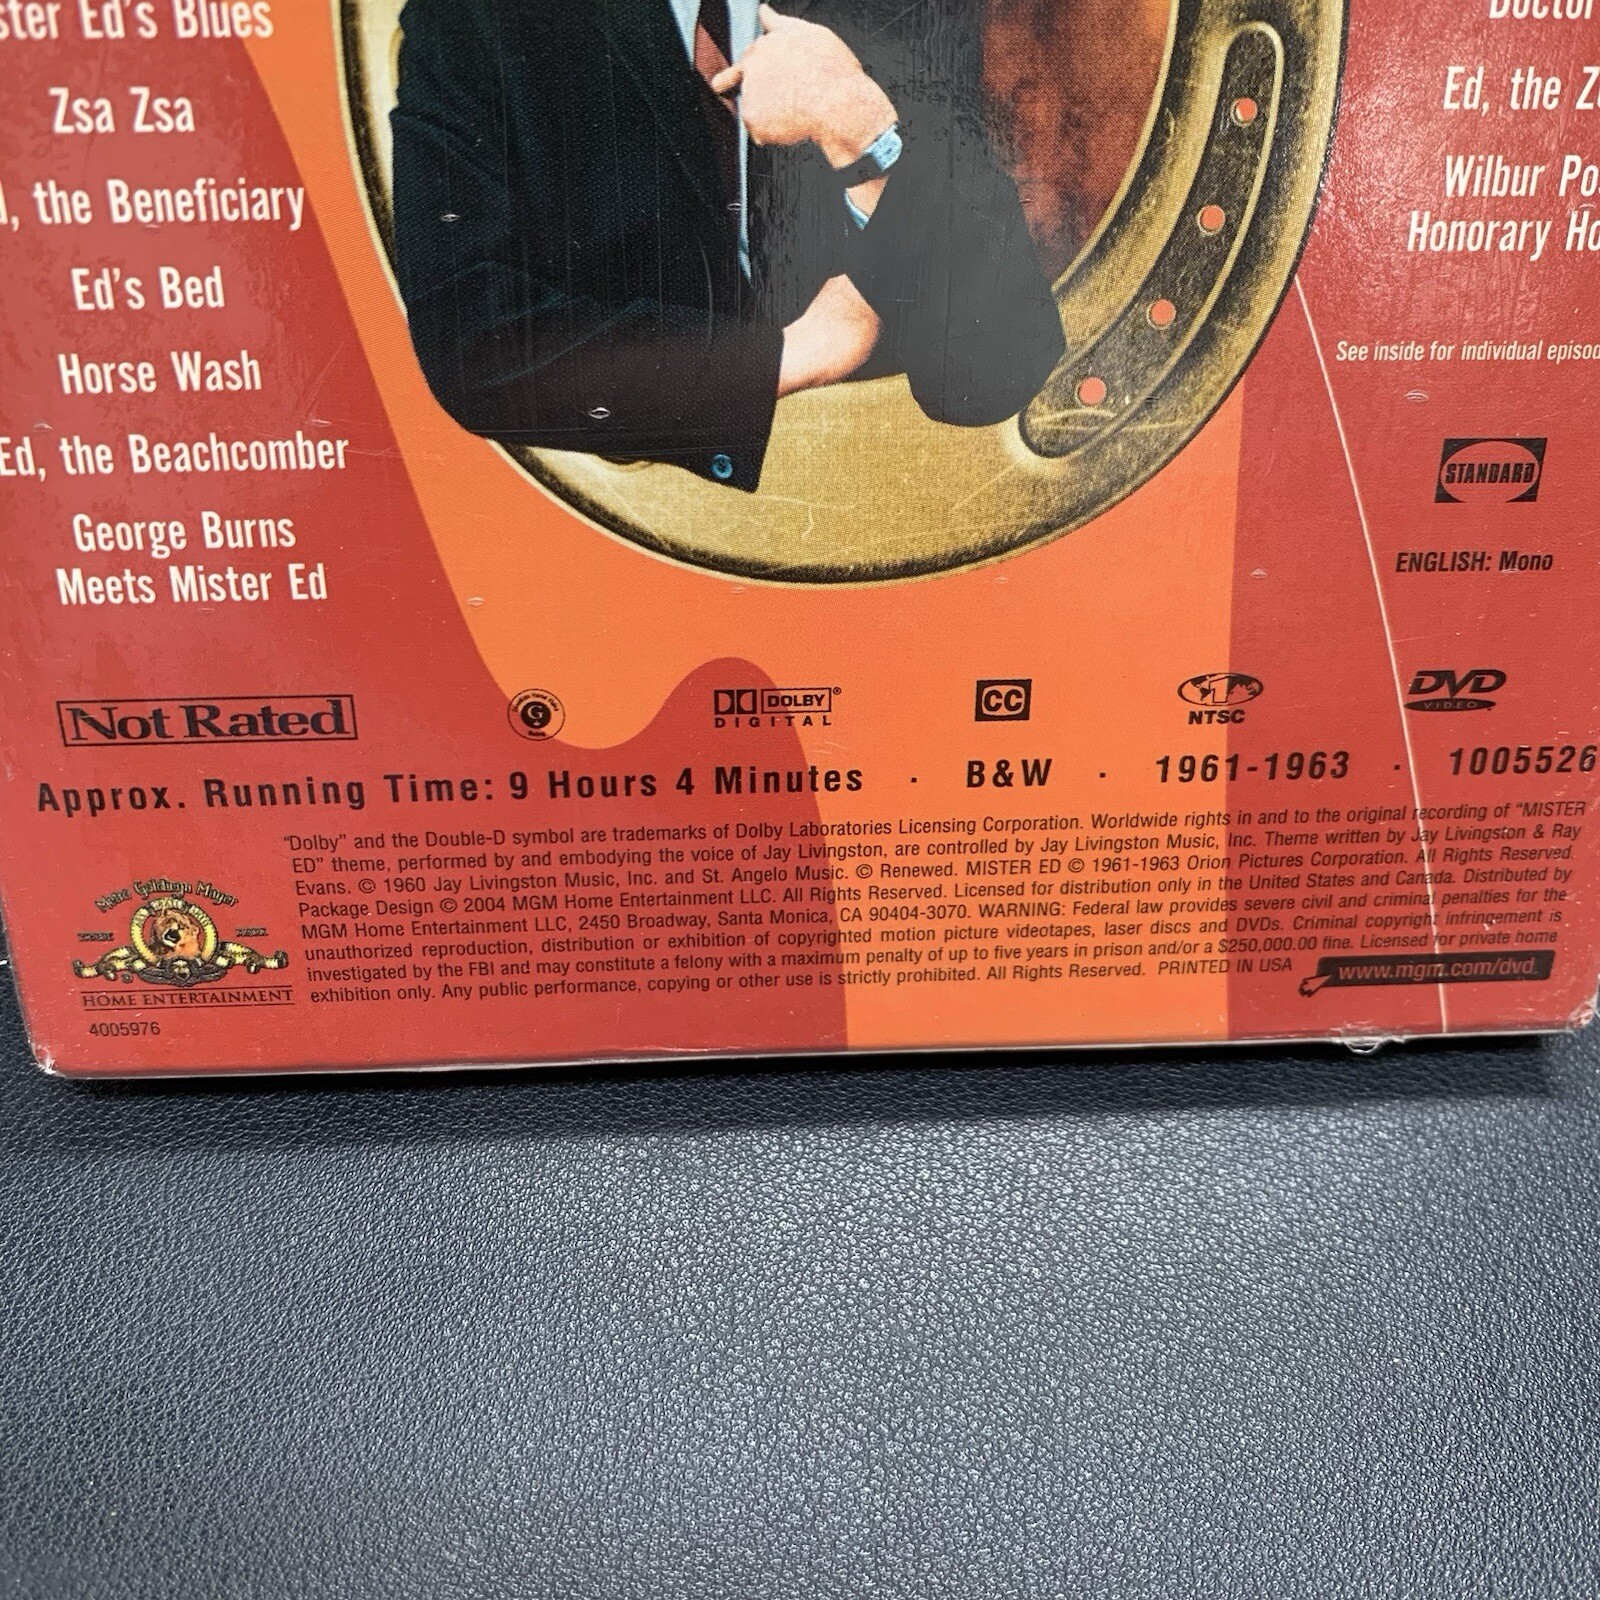 ster Ed's Blues
Zsa Zsa
, the Beneficiary
Ed's Bed
Horse Wash
Ed, the Beachcomber
George Burns
Meets Mister Ed
Doctor
Ed, the Z
Wilbur Po
Honorary Ho
See inside for individual episod
STANDARD
ENGLISH: Mono
Not Rated
G
DOLBY®
DIGITAL
CC
1
NTSC
DVD
VIDEO
Approx. Running Time: 9 Hours 4 Minutes · B&W · 1961-1963 · 1005526
"Dolby" and the Double-D symbol are trademarks of Dolby Laboratories Licensing Corporation. Worldwide rights in and to the original recording of "MISTER
ED" theme, performed by and embodying the voice of Jay Livingston, are controlled by Jay Livingston Music, Inc. Theme written by Jay Livingston & Ray
Evans. © 1960 Jay Livingston Music, Inc. and St. Angelo Music. © Renewed. MISTER ED © 1961-1963 Orion Pictures Corporation. All Rights Reserved.
Package Design © 2004 MGM Home Entertainment LLC. All Rights Reserved. Licensed for distribution only in the United States and Canada. Distributed by
MGM Home Entertainment LLC, 2450 Broadway, Santa Monica, CA 90404-3070. WARNING: Federal law provides severe civil and criminal penalties for the
unauthorized reproduction, distribution or exhibition of copyrighted motion picture videotapes, laser discs and DVDs. Criminal copyright infringement is
investigated by the FBI and may constitute a felony with a maximum penalty of up to five years in prison and/or a $250,000.00 fine. Licensed for private home
exhibition only. Any public performance, copying or other use is strictly prohibited. All Rights Reserved. PRINTED IN USA
www.mgm.com/dvd
Metro Goldwyn Mayer
HOME ENTERTAINMENT
4005976